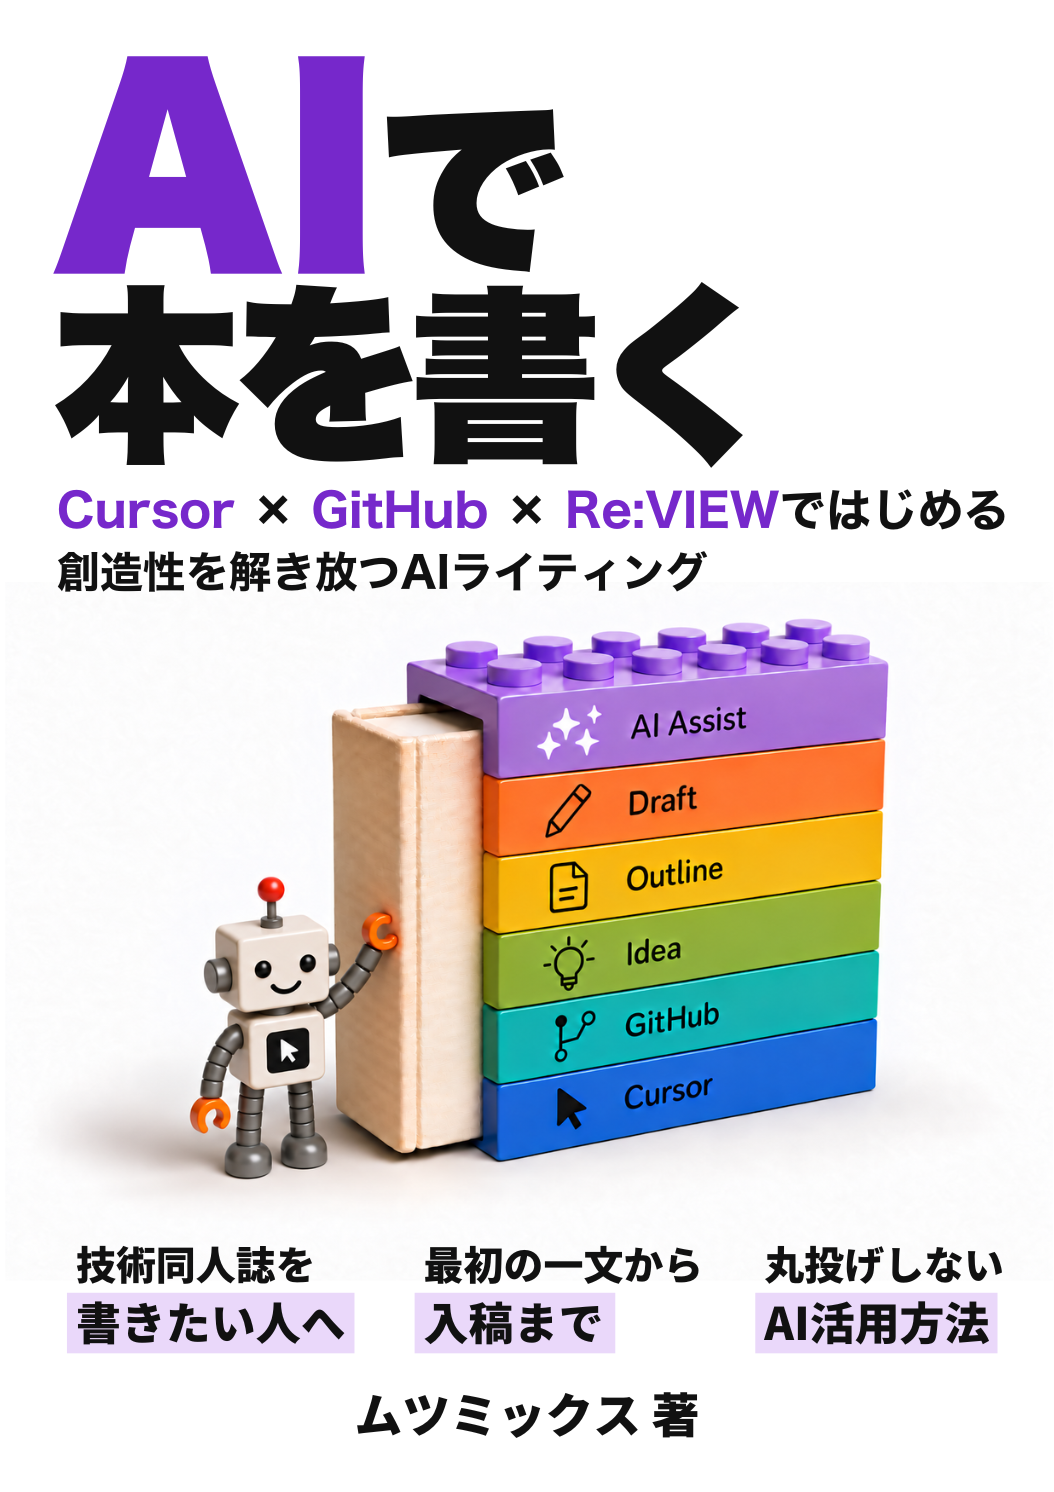 AIで
本を書く
Cursor × GitHub × Re:VIEWではじめる
創造性を解き放つAIライティング
AI Assist
Draft
Outline
Idea
GitHub
Cursor
技術同人誌を
書きたい人へ
最初の一文から
入稿まで
丸投げしない
AI活用方法
ムツミックス 著